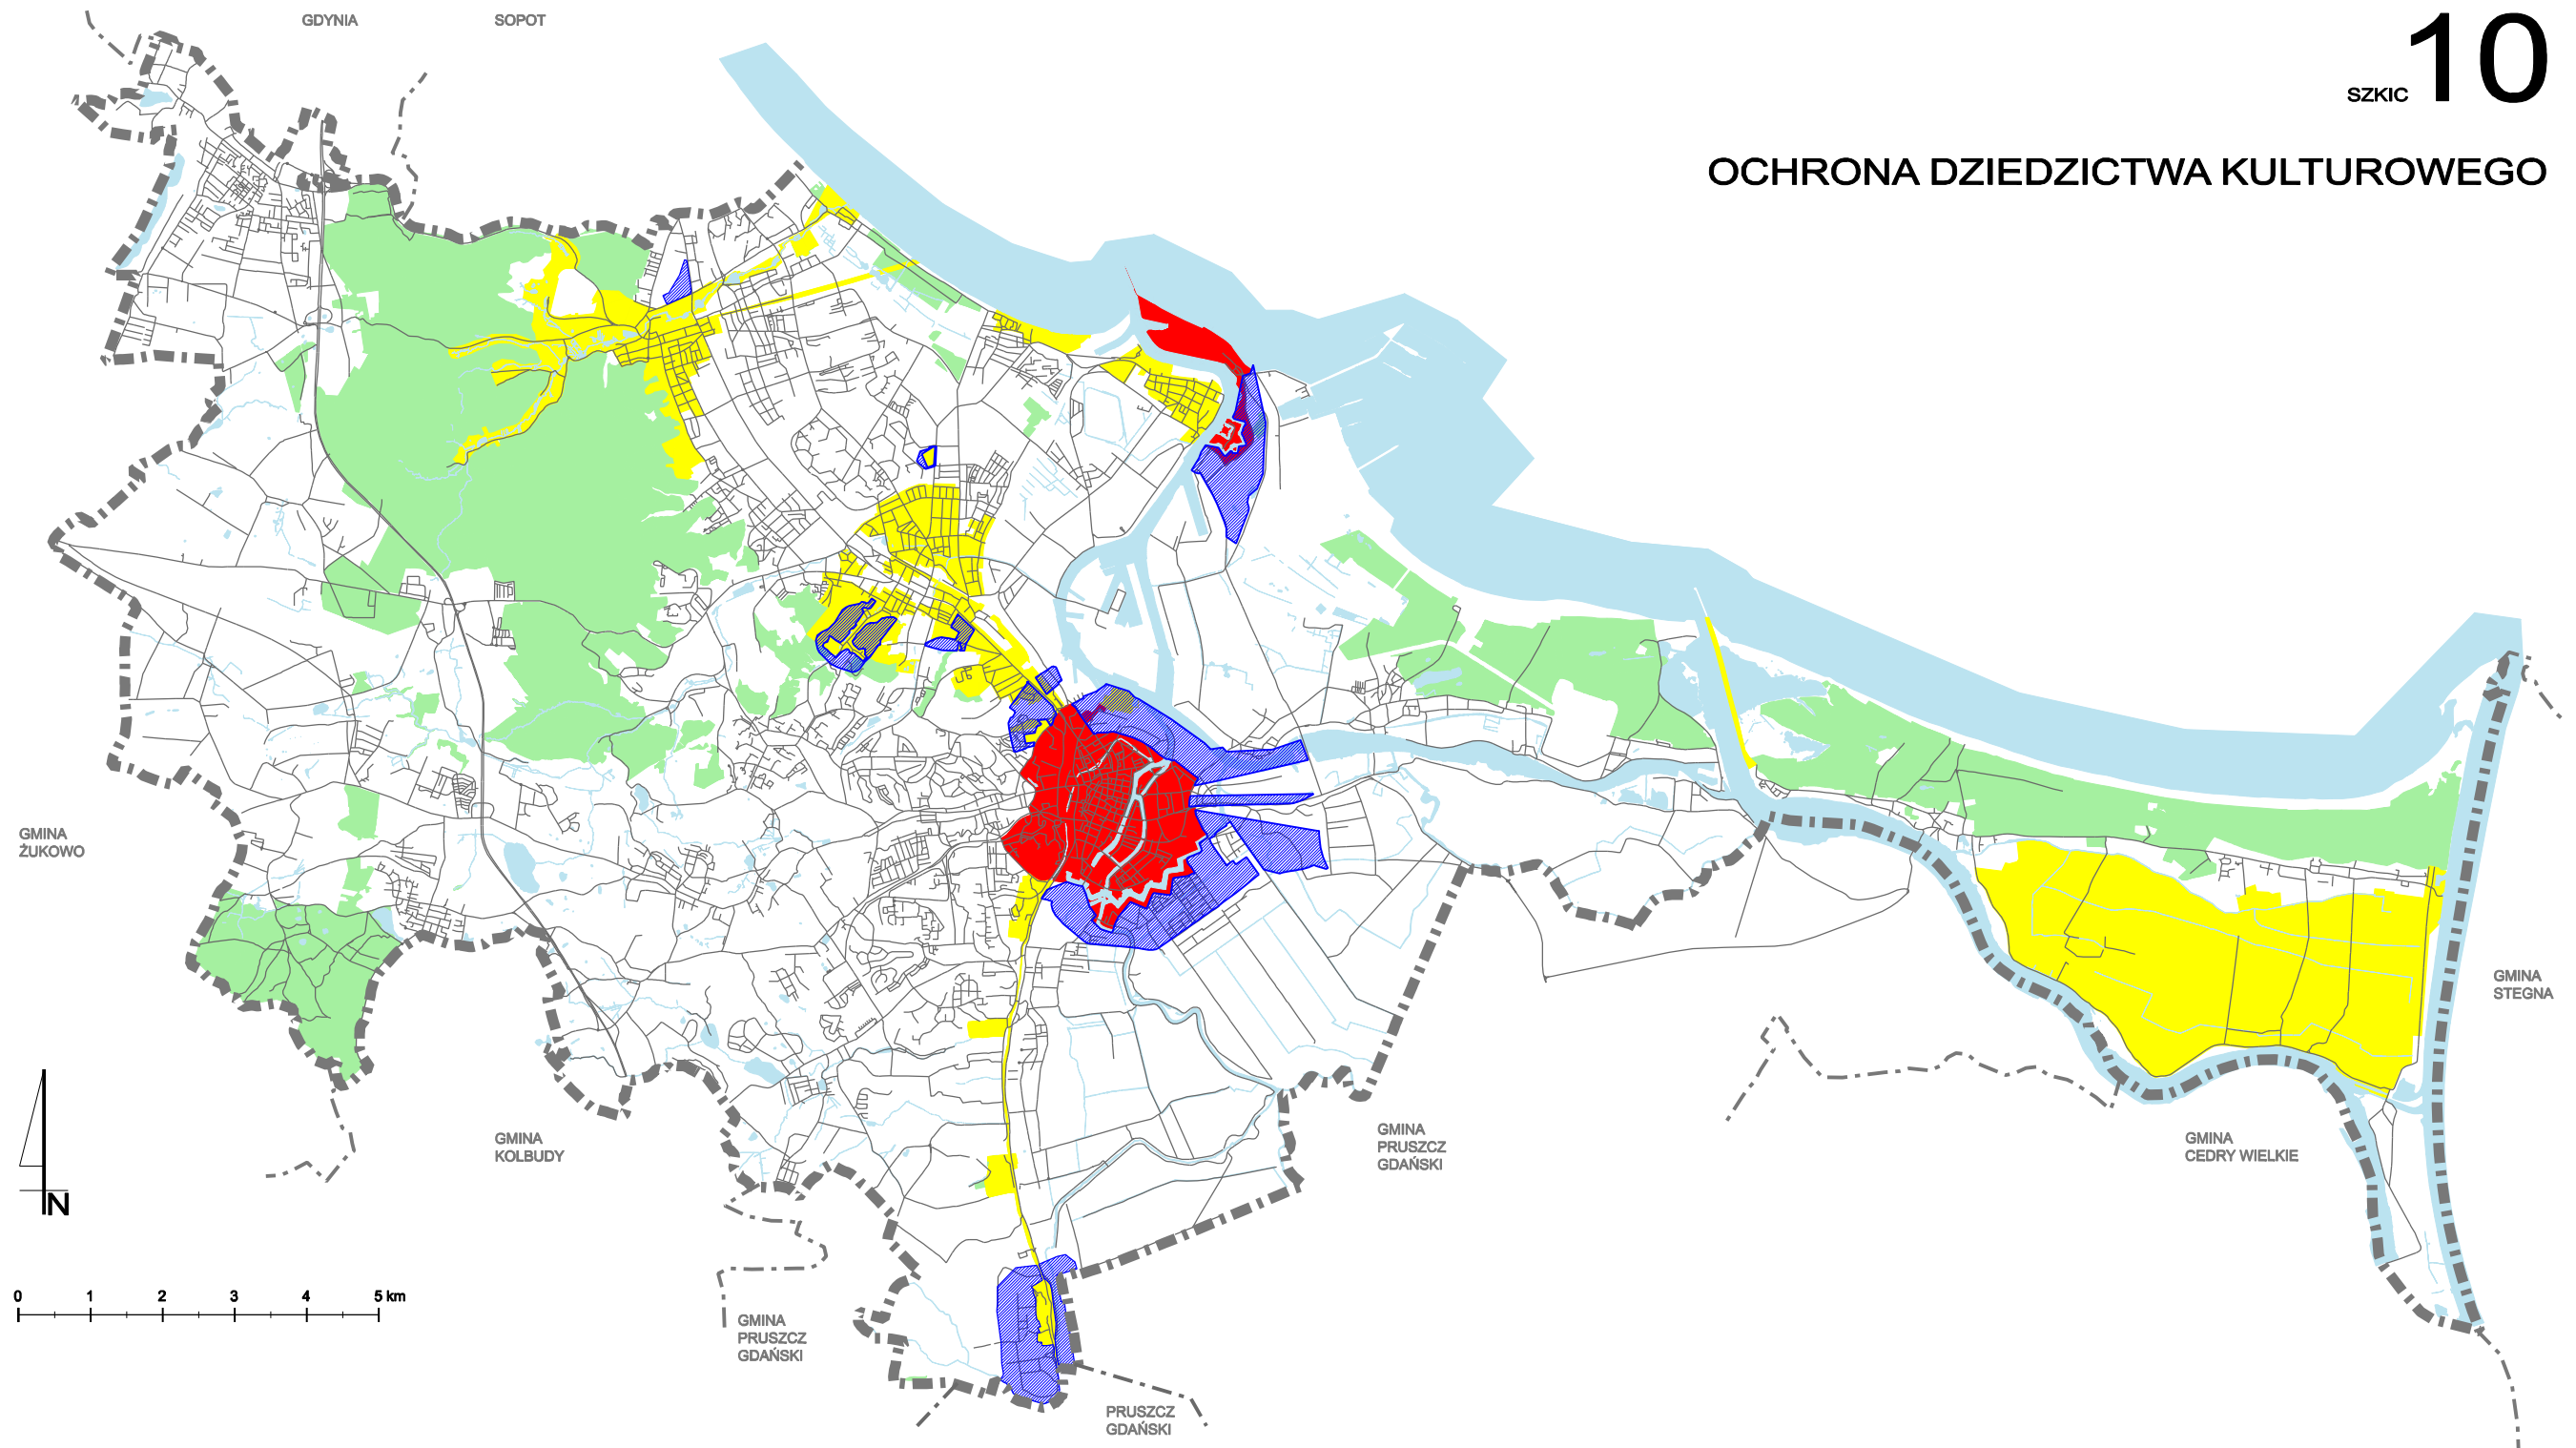 GDYNIA
SOPOT
10
SZKIC
OCHRONA DZIEDZICTWA KULTUROWEGO
GMINA
ŻUKOWO
GMINA
STEGNA
GMINA
KOLBUDY
GMINA
PRUSZCZ
GDAŃSKI
GMINA
CEDRY WIELKIE
N
0 1 2 3 4 5 km
GMINA
PRUSZCZ
GDAŃSKI
PRUSZCZ
GDAŃSKI